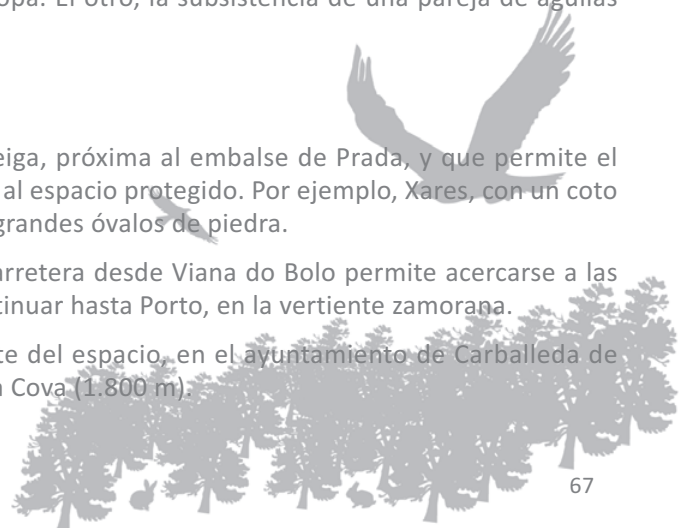 opa. El otro, la subsistencia de una pareja de águilas
eiga, próxima al embalse de Prada, y que permite el
al espacio protegido. Por ejemplo, Xares, con un coto
grandes óvalos de piedra.
arretera desde Viana do Bolo permite acercarse a las
tinuar hasta Porto, en la vertiente zamorana.
te del espacio, en el ayuntamiento de Carballeda de
a Cova (1.800 m).
67